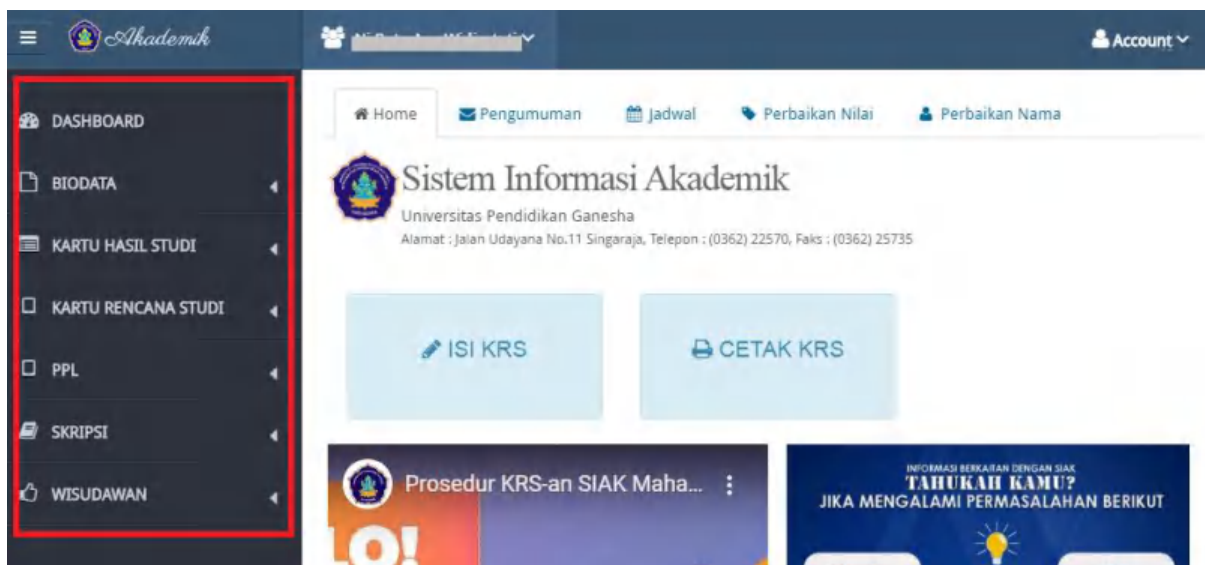 Akademik
Account
DASHBOARD
BIODATA
KARTU HASIL STUDI
KARTU RENCANA STUDI
PPL
SKRIPSI
WISUDAWAN
Home Pengumuman Jadwal Perbaikan Nilai Perbaikan Nama
Sistem Informasi Akademik
Universitas Pendidikan Ganesha
Alamat : Jalan Udayana No.11 Singaraja, Telepon : (0362) 22570, Faks : (0362) 25735
ISI KRS
CETAK KRS
Prosedur KRS-an SIAK Maha...
LO!
INFORMASI BERKAITAN DENGAN SIAK
TAHUKAH KAMU?
JIKA MENGALAMI PERMASALAHAN BERIKUT